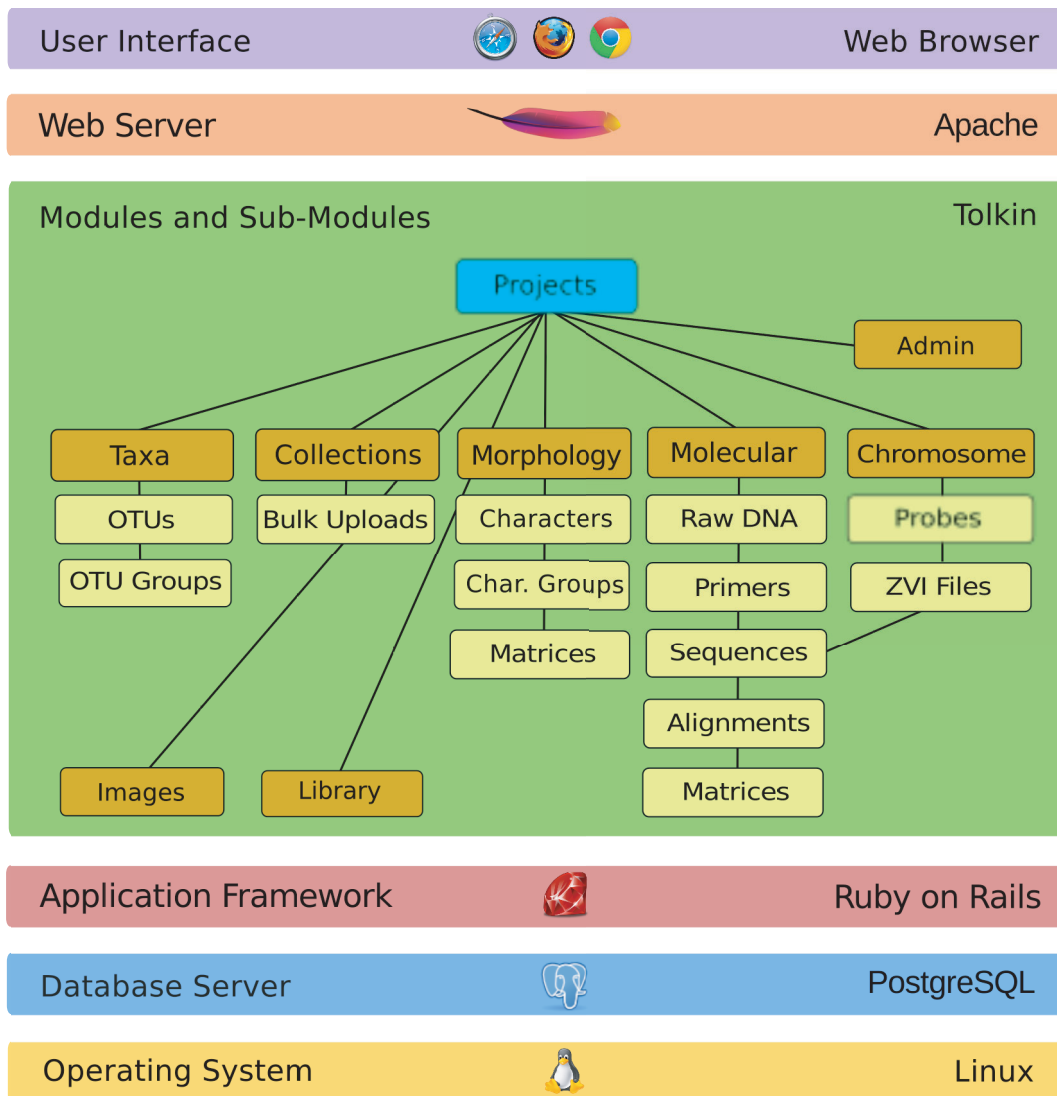 User Interface Web Browser
Web Server Apache
Modules and Sub-Modules Tolkin
Projects
Admin
Taxa Collections Morphology Molecular Chromosome
OTUs Bulk Uploads Characters Raw DNA Probes
OTU Groups Char. Groups Primers ZVI Files
Matrices Sequences
Alignments
Images Library Matrices
Application Framework Ruby on Rails
Database Server PostgreSQL
Operating System Linux